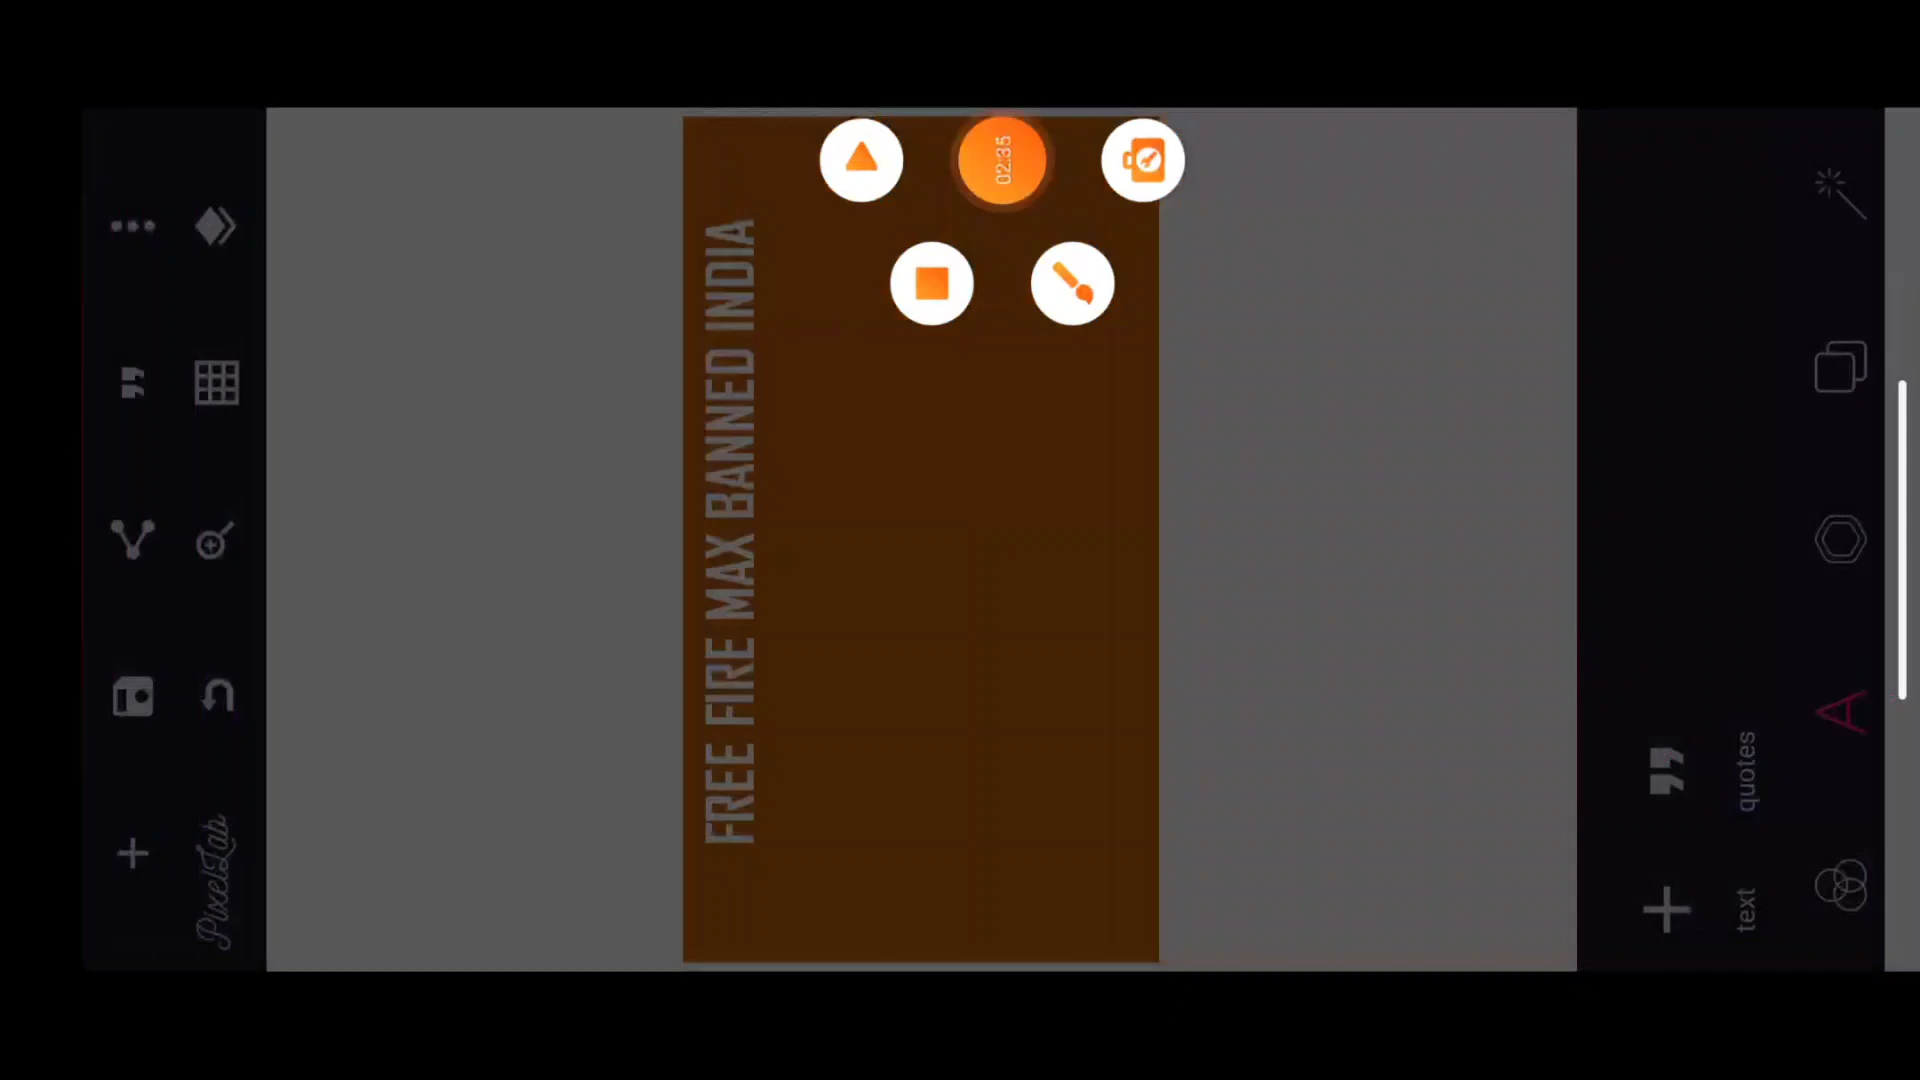 PixelLab
02:35
FREE FIRE MAX BANNED INDIA
text
quotes
A